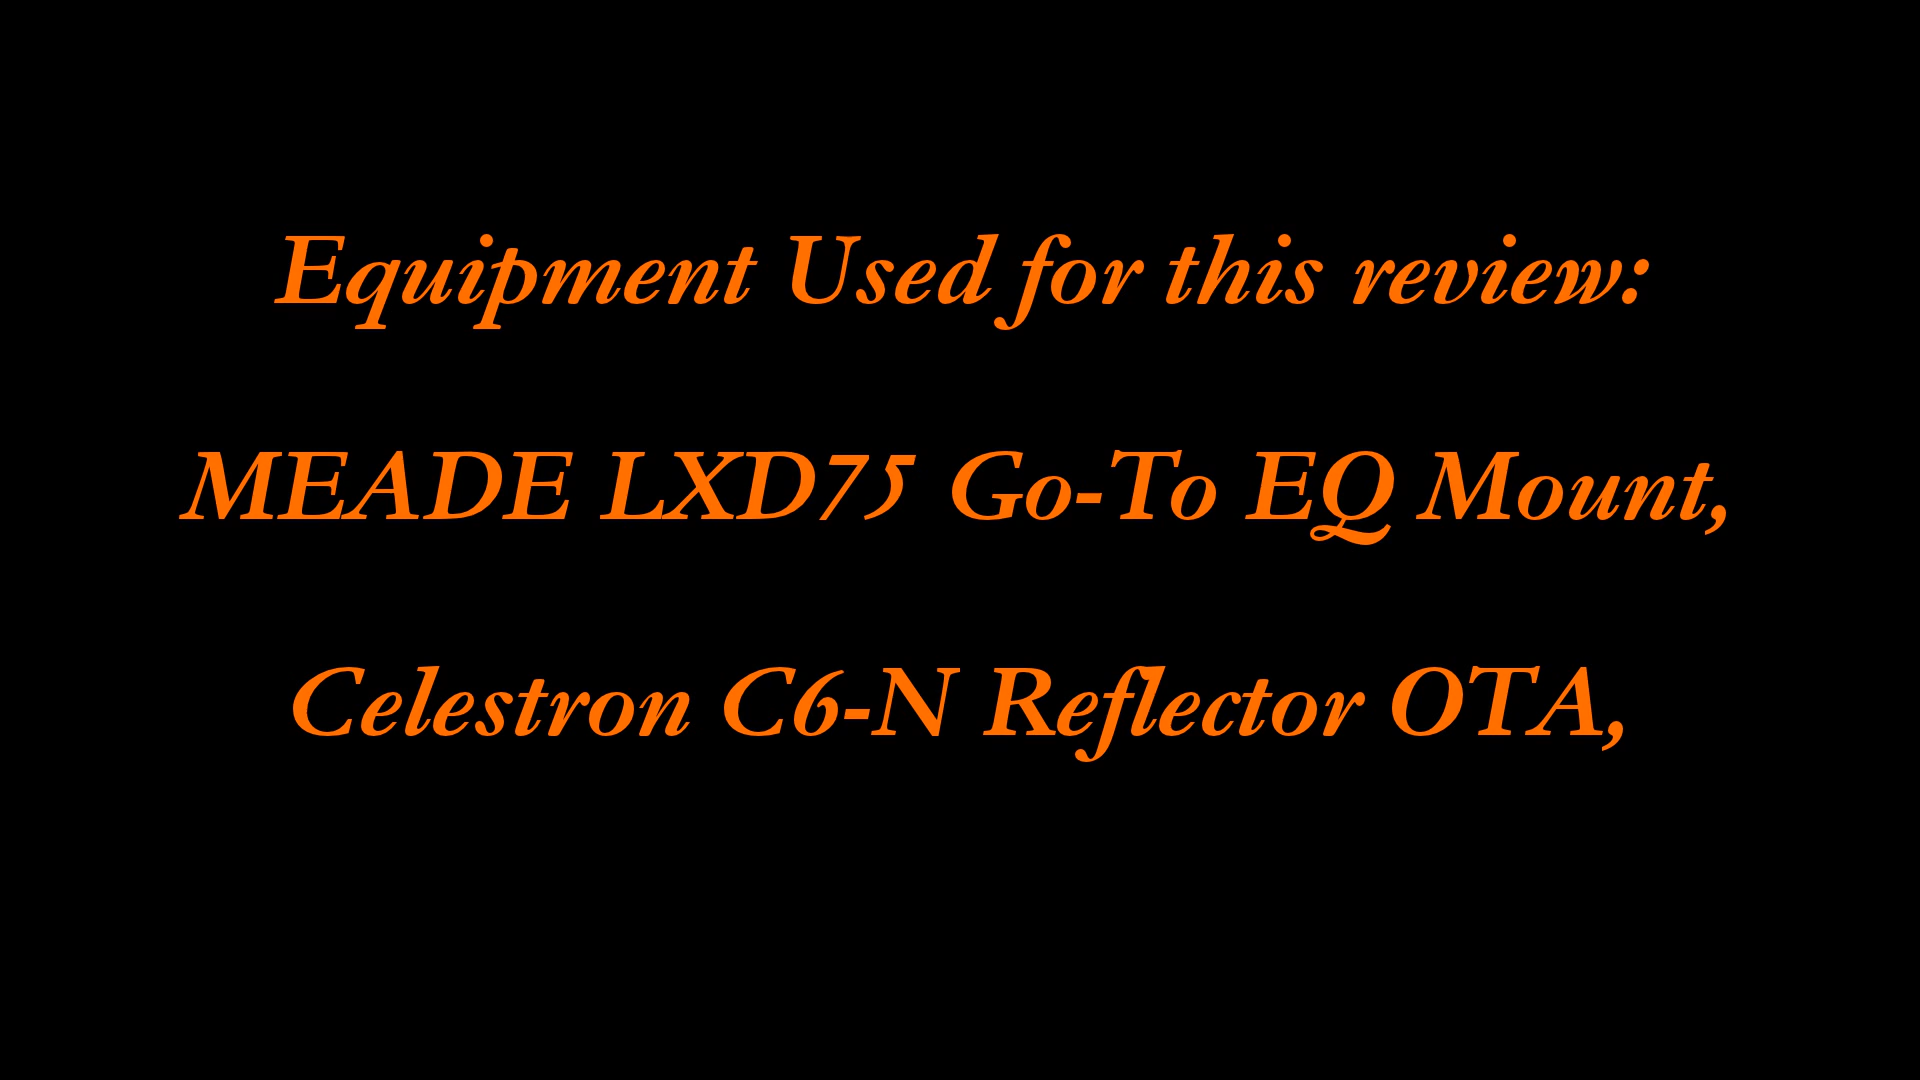 Equipment Used for this review:
MEADE LXD75 Go-To EQ Mount,
Celestron C6-N Reflector OTA,